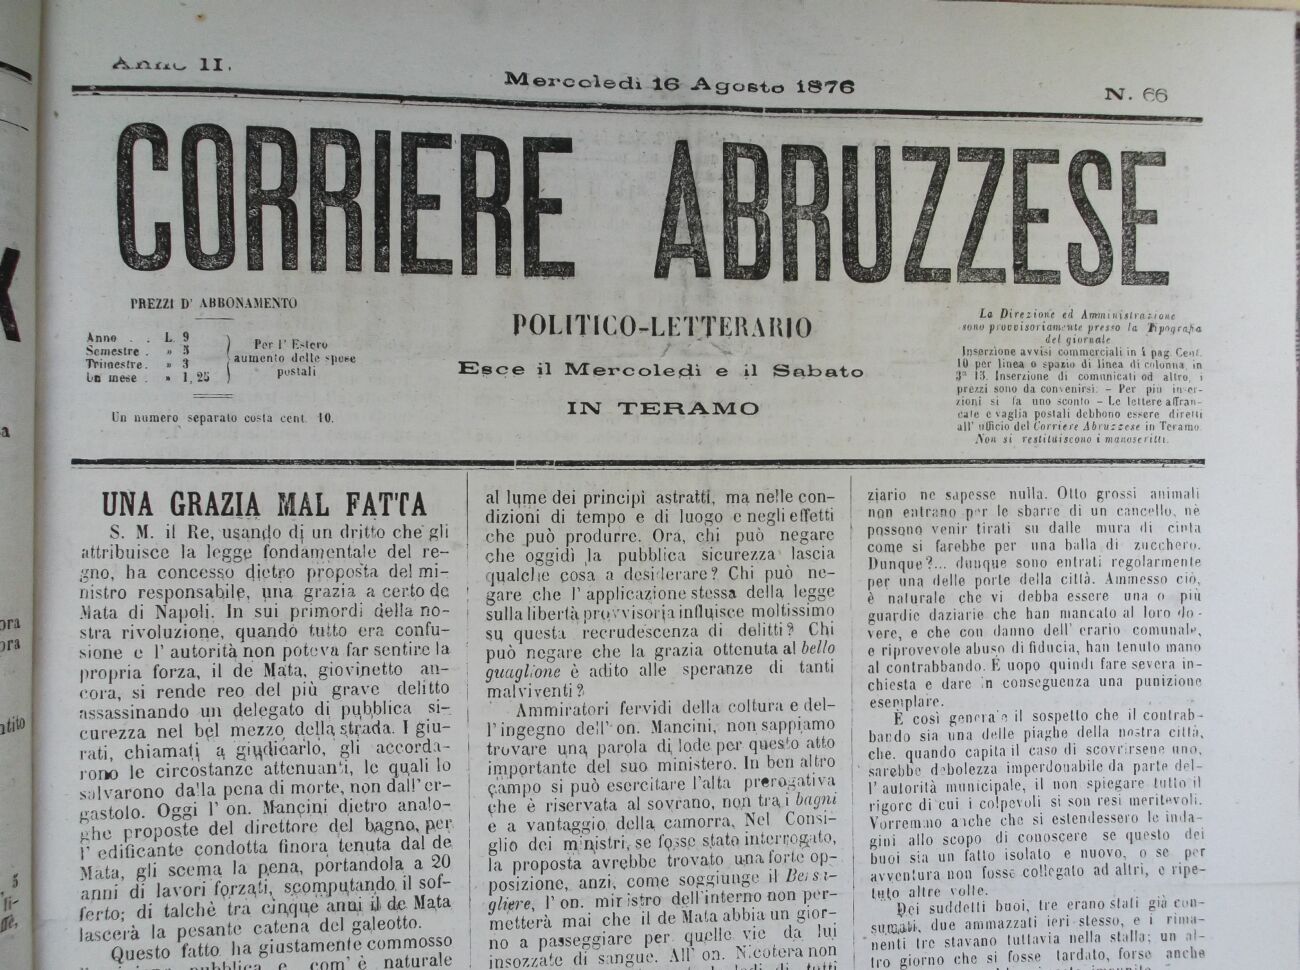 Anno II.
Mercoledì 16 Agosto 1876
N. 66
CORRIERE ABRUZZESE
PREZZI D' ABBONAMENTO
Anno . . L. 9
Semestre . » 5
Trimestre. » 3
Un mese . » 1,25
Per l' Estero
aumento delle spese
postali
Un numero separato costa cent. 10.
POLITICO-LETTERARIO
Esce il Mercoledì e il Sabato
IN TERAMO
La Direzione ed Amministrazione
sono provvisoriamente presso la Tipografia
del giornale
Inserzione avvisi commerciali in 4 pag. Cent.
10 per linea o spazio di linea di colonna, in
3ª 15. Inserzione di comunicati od altro, i
prezzi sono da convenirsi. – Per più inser-
zioni si fa uno sconto – Le lettere affran-
cate e vaglia postali debbono essere diretti
all' ufficio del Corriere Abruzzese in Teramo.
Non si restituiscono i manoscritti.
UNA GRAZIA MAL FATTA
S. M. il Re, usando di un dritto che gli
attribuisce la legge fondamentale del re-
gno, ha concesso dietro proposta del mi-
nistro responsabile, una grazia a certo de
Mata di Napoli. In sui primordi della no-
stra rivoluzione, quando tutto era confu-
sione e l' autorità non poteva far sentire la
propria forza, il de Mata, giovinetto an-
cora, si rende reo del più grave delitto
assassinando un delegato di pubblica si-
curezza nel bel mezzo della strada. I giu-
rati, chiamati a giudicarlo, gli accorda-
rono le circostanze attenuanti, le quali lo
salvarono dalla pena di morte, non dall' er-
gastolo. Oggi l' on. Mancini dietro analo-
ghe proposte del direttore del bagno, per
l' edificante condotta finora tenuta dal de
Mata, gli scema la pena, portandola a 20
anni di lavori forzati, scomputando il sof-
ferto; di talchè tra cinque anni il de Mata
lascerà la pesante catena del galeotto.
Questo fatto ha giustamente commosso
pubblica e, com' è naturale
al lume dei principi astratti, ma nelle con-
dizioni di tempo e di luogo e negli effetti
che può produrre. Ora, chi può negare
che oggidì la pubblica sicurezza lascia
qualche cosa a desiderare? Chi può ne-
gare che l' applicazione stessa della legge
sulla libertà provvisoria influisce moltissimo
su questa recrudescenza di delitti? Chi
può negare che la grazia ottenuta al bello
guaglione è adito alle speranze di tanti
malviventi?
Ammiratori fervidi della coltura e del-
l' ingegno dell' on. Mancini, non sappiamo
trovare una parola di lode per questo atto
importante del suo ministero. In ben altro
campo si può esercitare l'alta prerogativa
che è riservata al sovrano, non tra i bagni
e a vantaggio della camorra, Nel Consi-
glio dei ministri, se fosse stato interrogato,
la proposta avrebbe trovato una forte op-
posizione, anzi, come soggiunge il Bersa-
gliere, l' on. ministro dell'interno non per-
metterà mai che il de Mata abbia un gior-
no a passeggiare per quelle vie da lui
insozzate di sangue. All' on. Nicotera non
di tutti
ziario ne sapesse nulla. Otto grossi animali
non entrano per le sbarre di un cancello, nè
possono venir tirati su dalle mura di cinta
come si farebbe per una balla di zucchero.
Dunque?... dunque sono entrati regolarmente
per una delle porte della città. Ammesso ciò,
è naturale che vi debba essere una o più
guardie daziarie che han mancato al loro do-
vere, e che con danno dell' erario comunale,
e riprovevole abuso di fiducia, han tenuto mano
al contrabbando. È uopo quindi fare severa in-
chiesta e dare in conseguenza una punizione
esemplare.
È così generale il sospetto che il contrab-
bando sia una delle piaghe della nostra città,
che, quando capita il caso di scovrirsene uno,
sarebbe debolezza imperdonabile da parte del-
l' autorità municipale, il non spiegare tutto il
rigore di cui i colpevoli si son resi meritevoli.
Vorremmo anche che si estendessero le inda-
gini allo scopo di conoscere se questo dei
buoi sia un fatto isolato e nuovo, o se per
avventura non fosse collegato ad altri, e ripe-
tuto altre volte.
Dei suddetti buoi, tre erano stati già con-
sumati, due ammazzati ieri stesso, e i rima-
nenti tre stavano tuttavia nella stalla; un al-
tro giorno che si fosse tardato, forse anche